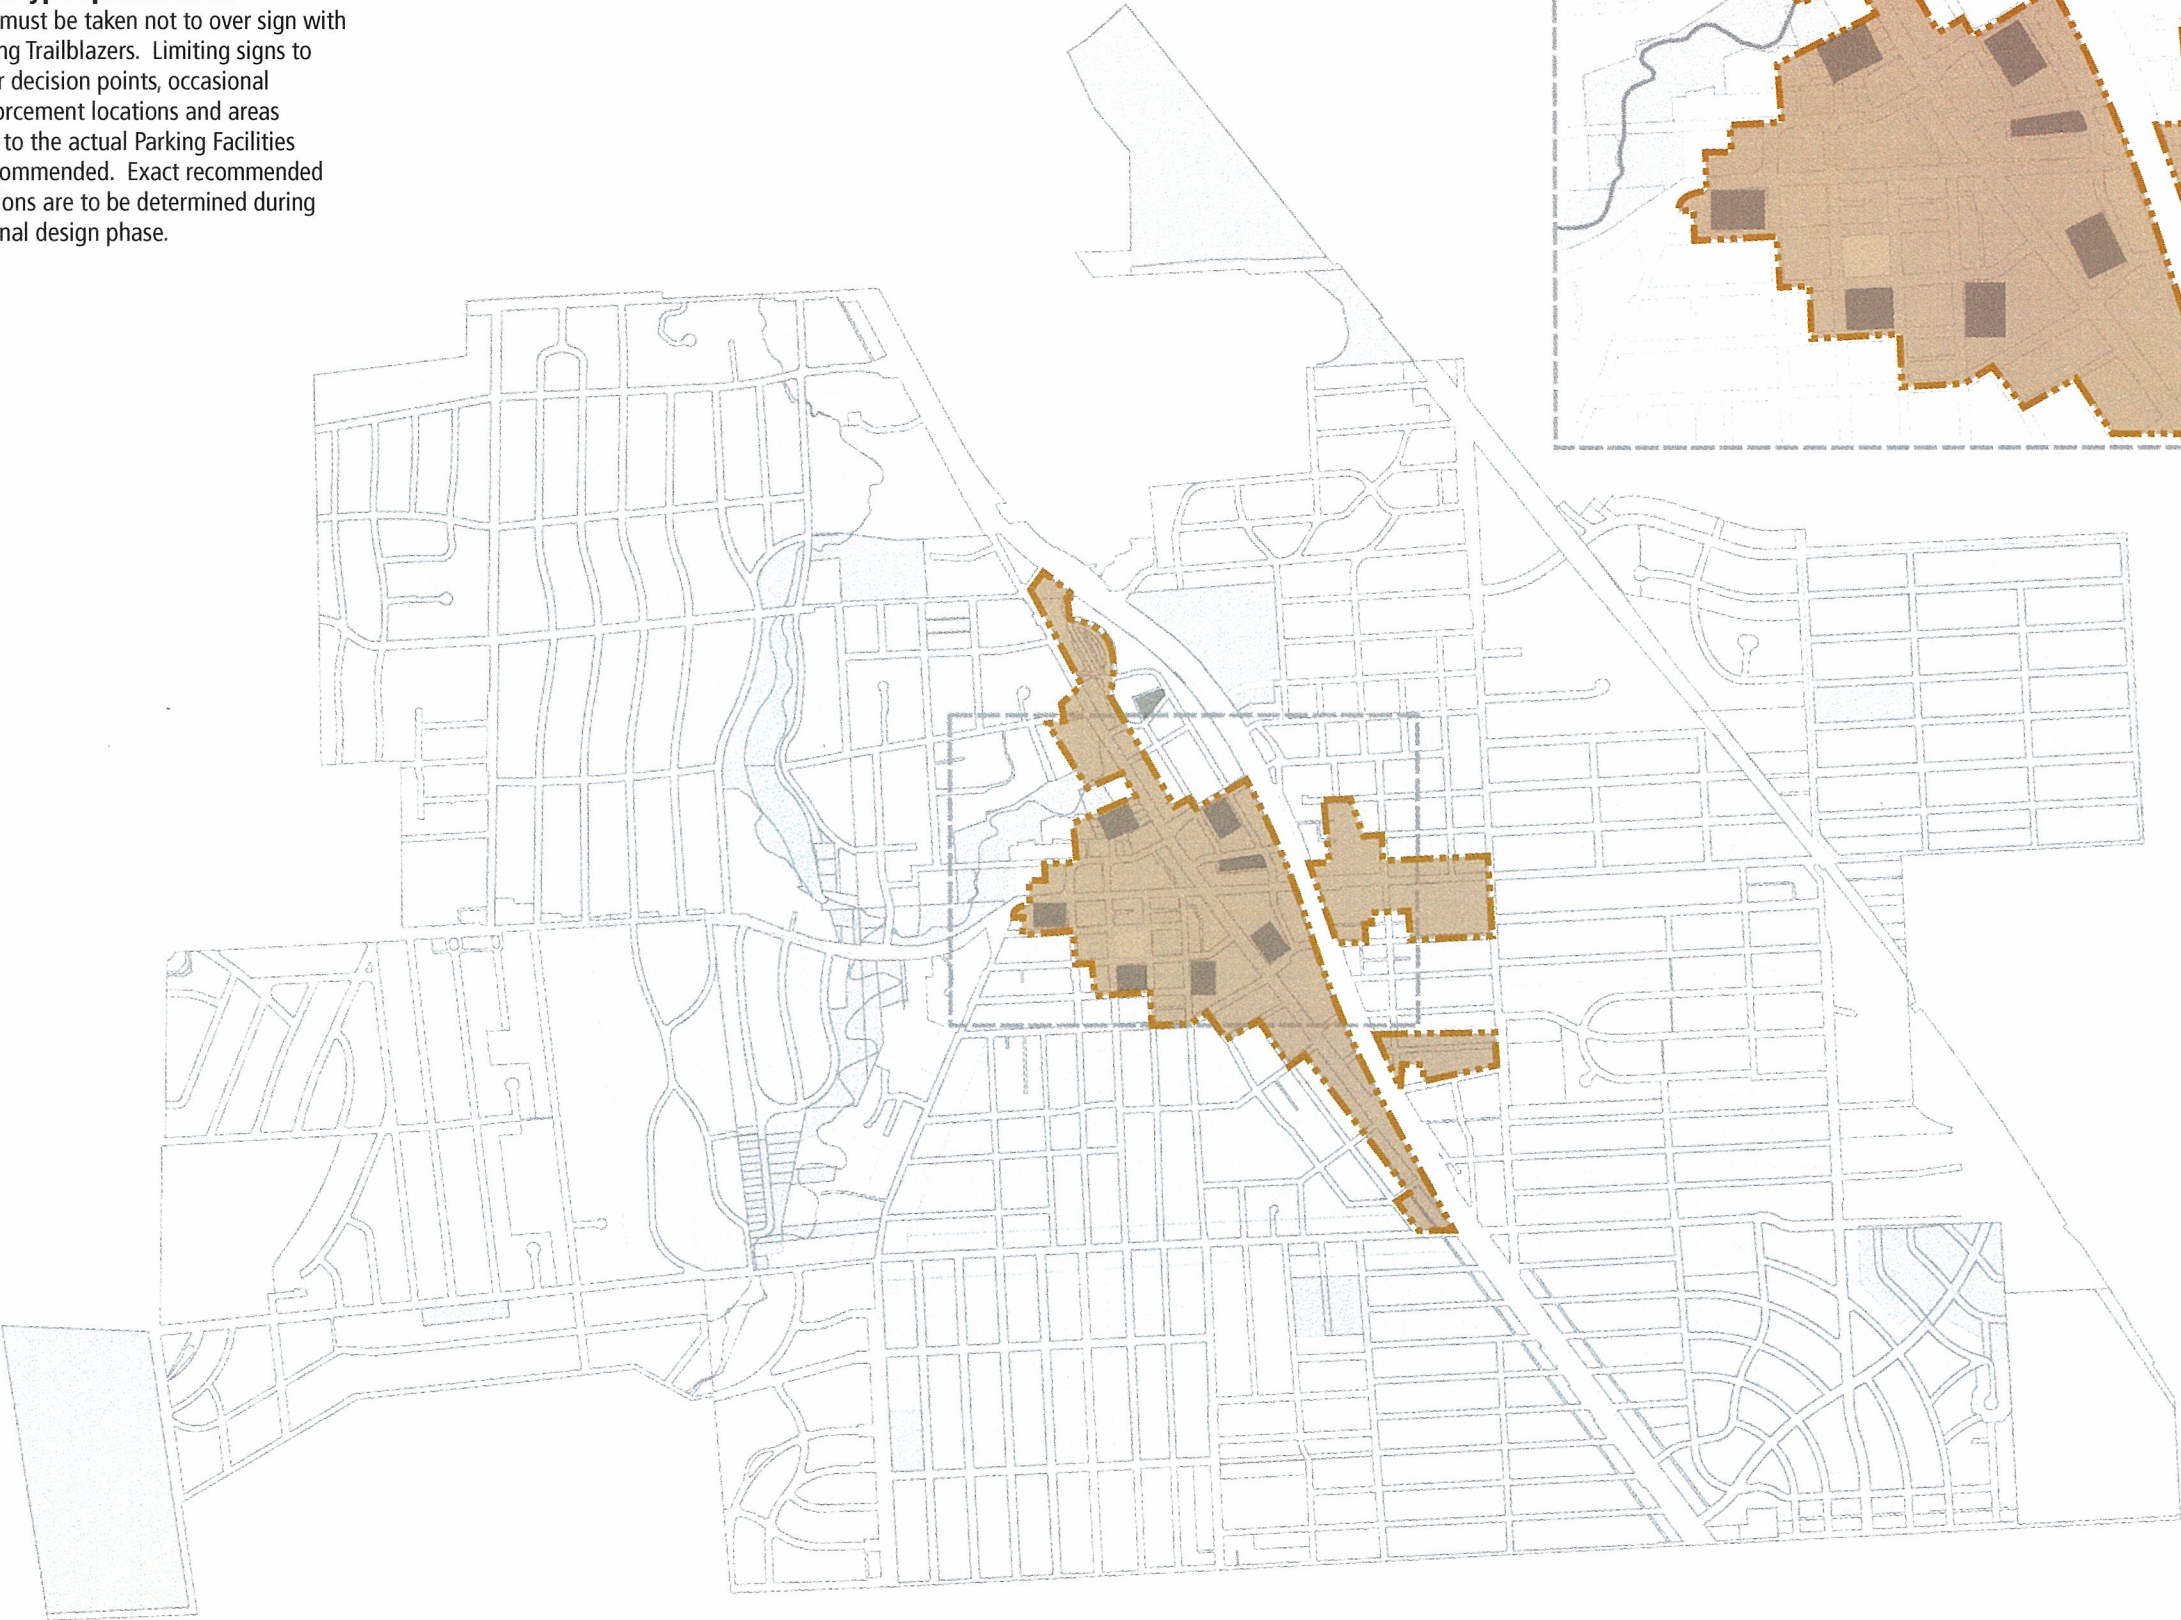 must be taken not to over sign with
ng Trailblazers. Limiting signs to
r decision points, occasional
orcement locations and areas
to the actual Parking Facilities
ommended. Exact recommended
ions are to be determined during
nal design phase.